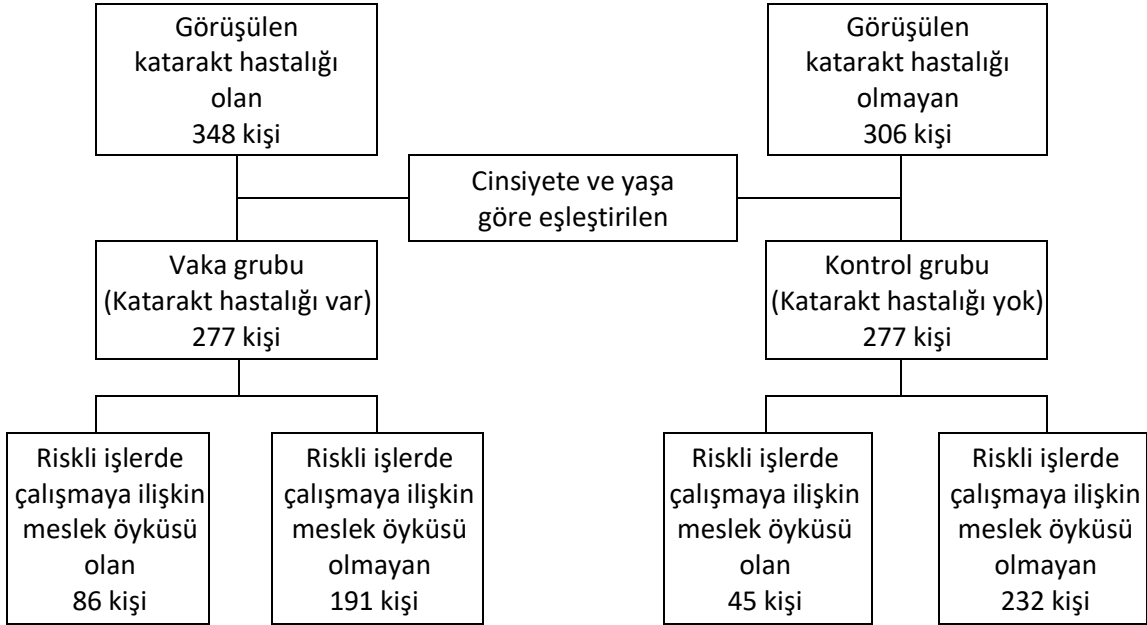 Görüşülen
katarakt hastalığı
olan
348 kişi
Görüşülen
katarakt hastalığı
olmayan
306 kişi
Cinsiyete ve yaşa
göre eşleştirilen
Vaka grubu
(Katarakt hastalığı var)
277 kişi
Kontrol grubu
(Katarakt hastalığı yok)
277 kişi
Riskli işlerde
çalışmaya ilişkin
meslek öyküsü
olan
86 kişi
Riskli işlerde
çalışmaya ilişkin
meslek öyküsü
olmayan
191 kişi
Riskli işlerde
çalışmaya ilişkin
meslek öyküsü
olan
45 kişi
Riskli işlerde
çalışmaya ilişkin
meslek öyküsü
olmayan
232 kişi